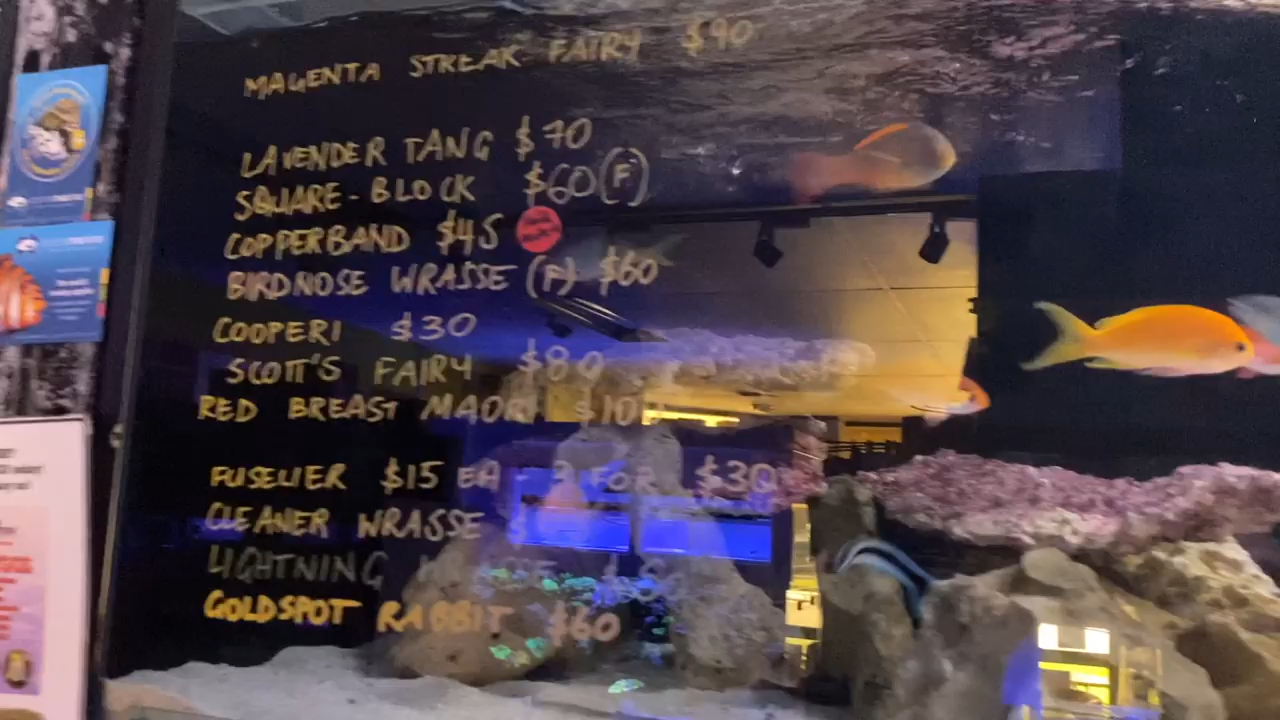 MAGENTA STREAK FAIRY $90
LAVENDER TANG $70
SQUARE-BLOCK $60(F)
COPPERBAND $45
BIRDNOSE WRASSE (F) $60
COOPERI $30
SCOTT'S FAIRY $80
RED BREAST MAORI
FUSELIER $15 EA - 3 FOR $30
CLEANER WRASSE
LIGHTNING
GOLDSPOT RABBIT $60